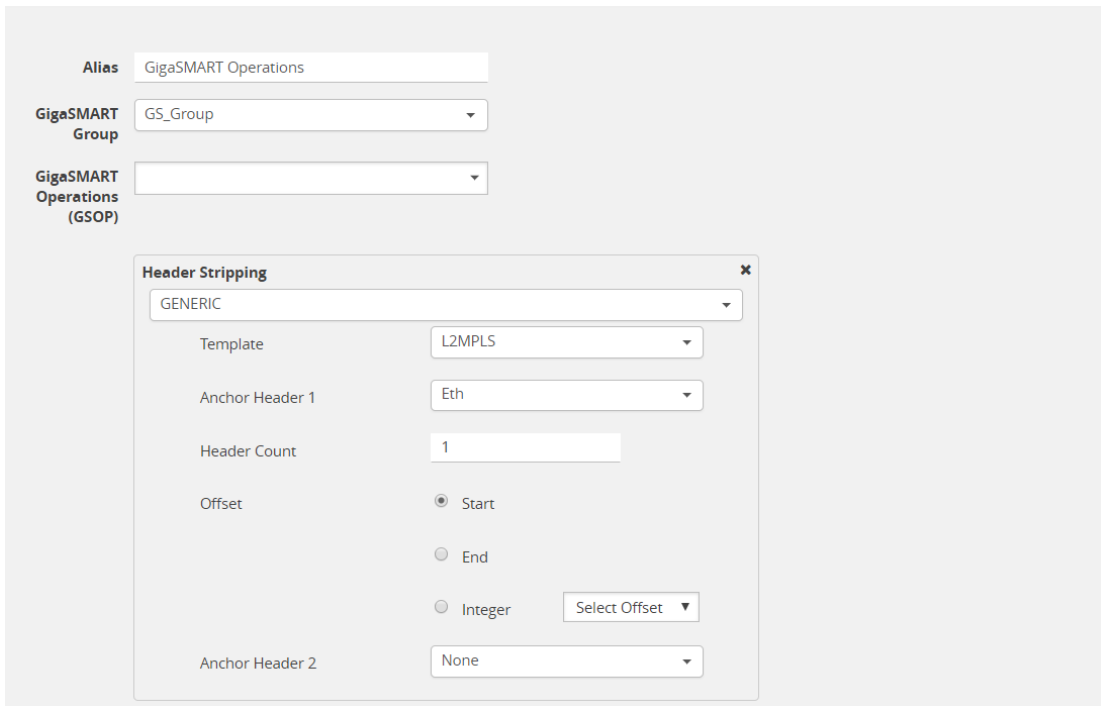 Alias GigaSMART Operations
GigaSMART
Group
GS_Group
GigaSMART
Operations
(GSOP)
Header Stripping
GENERIC
Template L2MPLS
Anchor Header 1 Eth
Header Count 1
Offset Start
End
Integer Select Offset
Anchor Header 2 None